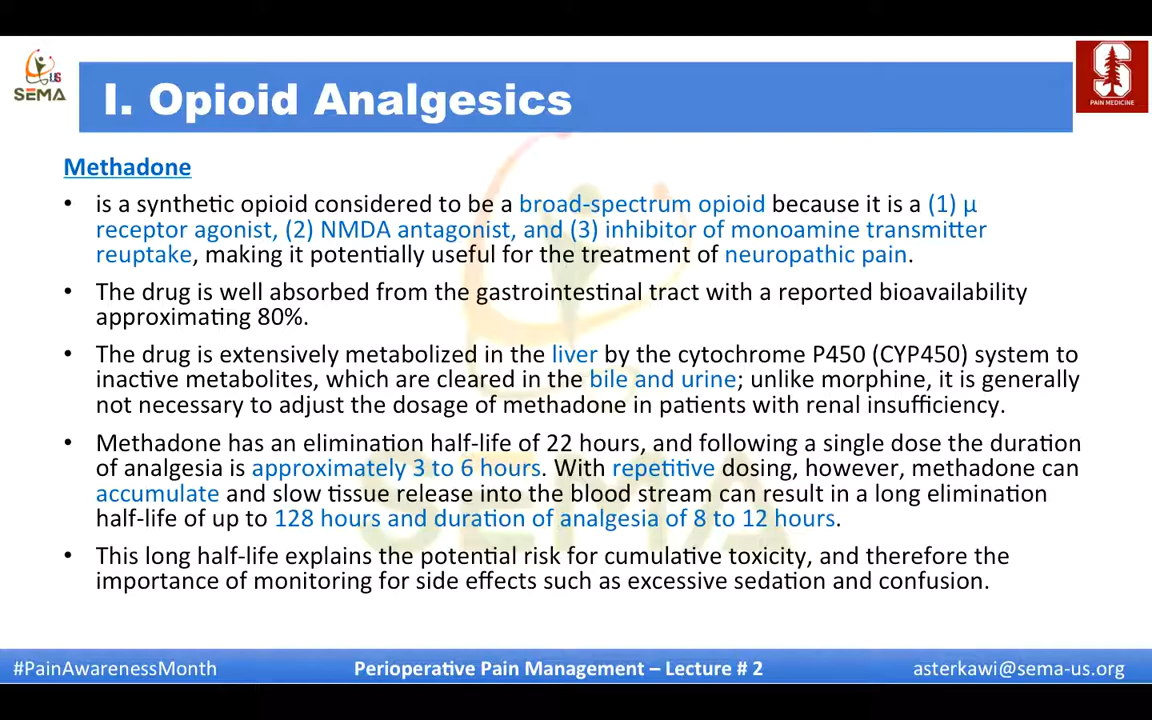 US
SEMA
I. Opioid Analgesics
S
PAIN MEDICINE
Methadone
• is a synthetic opioid considered to be a broad-spectrum opioid because it is a (1) μ
receptor agonist, (2) NMDA antagonist, and (3) inhibitor of monoamine transmitter
reuptake, making it potentially useful for the treatment of neuropathic pain.
• The drug is well absorbed from the gastrointestinal tract with a reported bioavailability
approximating 80%.
• The drug is extensively metabolized in the liver by the cytochrome P450 (CYP450) system to
inactive metabolites, which are cleared in the bile and urine; unlike morphine, it is generally
not necessary to adjust the dosage of methadone in patients with renal insufficiency.
• Methadone has an elimination half-life of 22 hours, and following a single dose the duration
of analgesia is approximately 3 to 6 hours. With repetitive dosing, however, methadone can
accumulate and slow tissue release into the blood stream can result in a long elimination
half-life of up to 128 hours and duration of analgesia of 8 to 12 hours.
• This long half-life explains the potential risk for cumulative toxicity, and therefore the
importance of monitoring for side effects such as excessive sedation and confusion.
SEMA
#PainAwarenessMonth
Perioperative Pain Management – Lecture # 2
asterkawi@sema-us.org